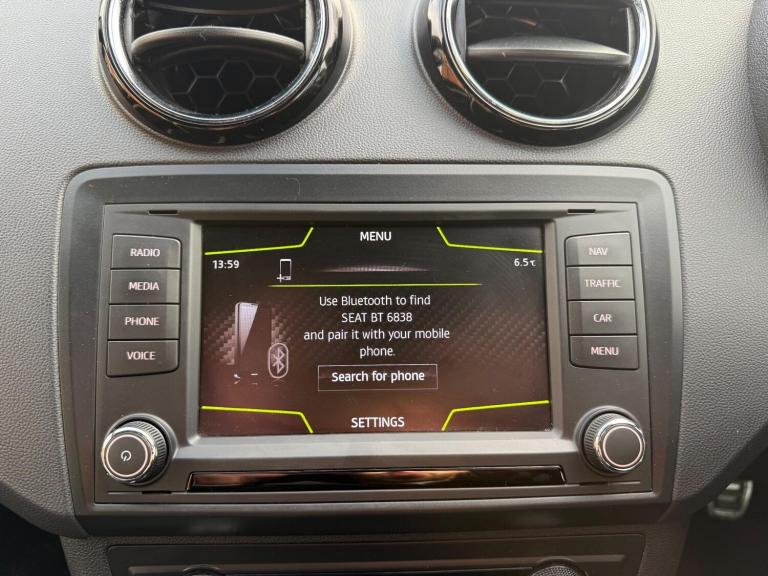 MENU
13:59
6.5℃
RADIO
MEDIA
PHONE
VOICE
Use Bluetooth to find
SEAT BT 6838
and pair it with your mobile
phone.
Search for phone
SETTINGS
NAV
TRAFFIC
CAR
MENU